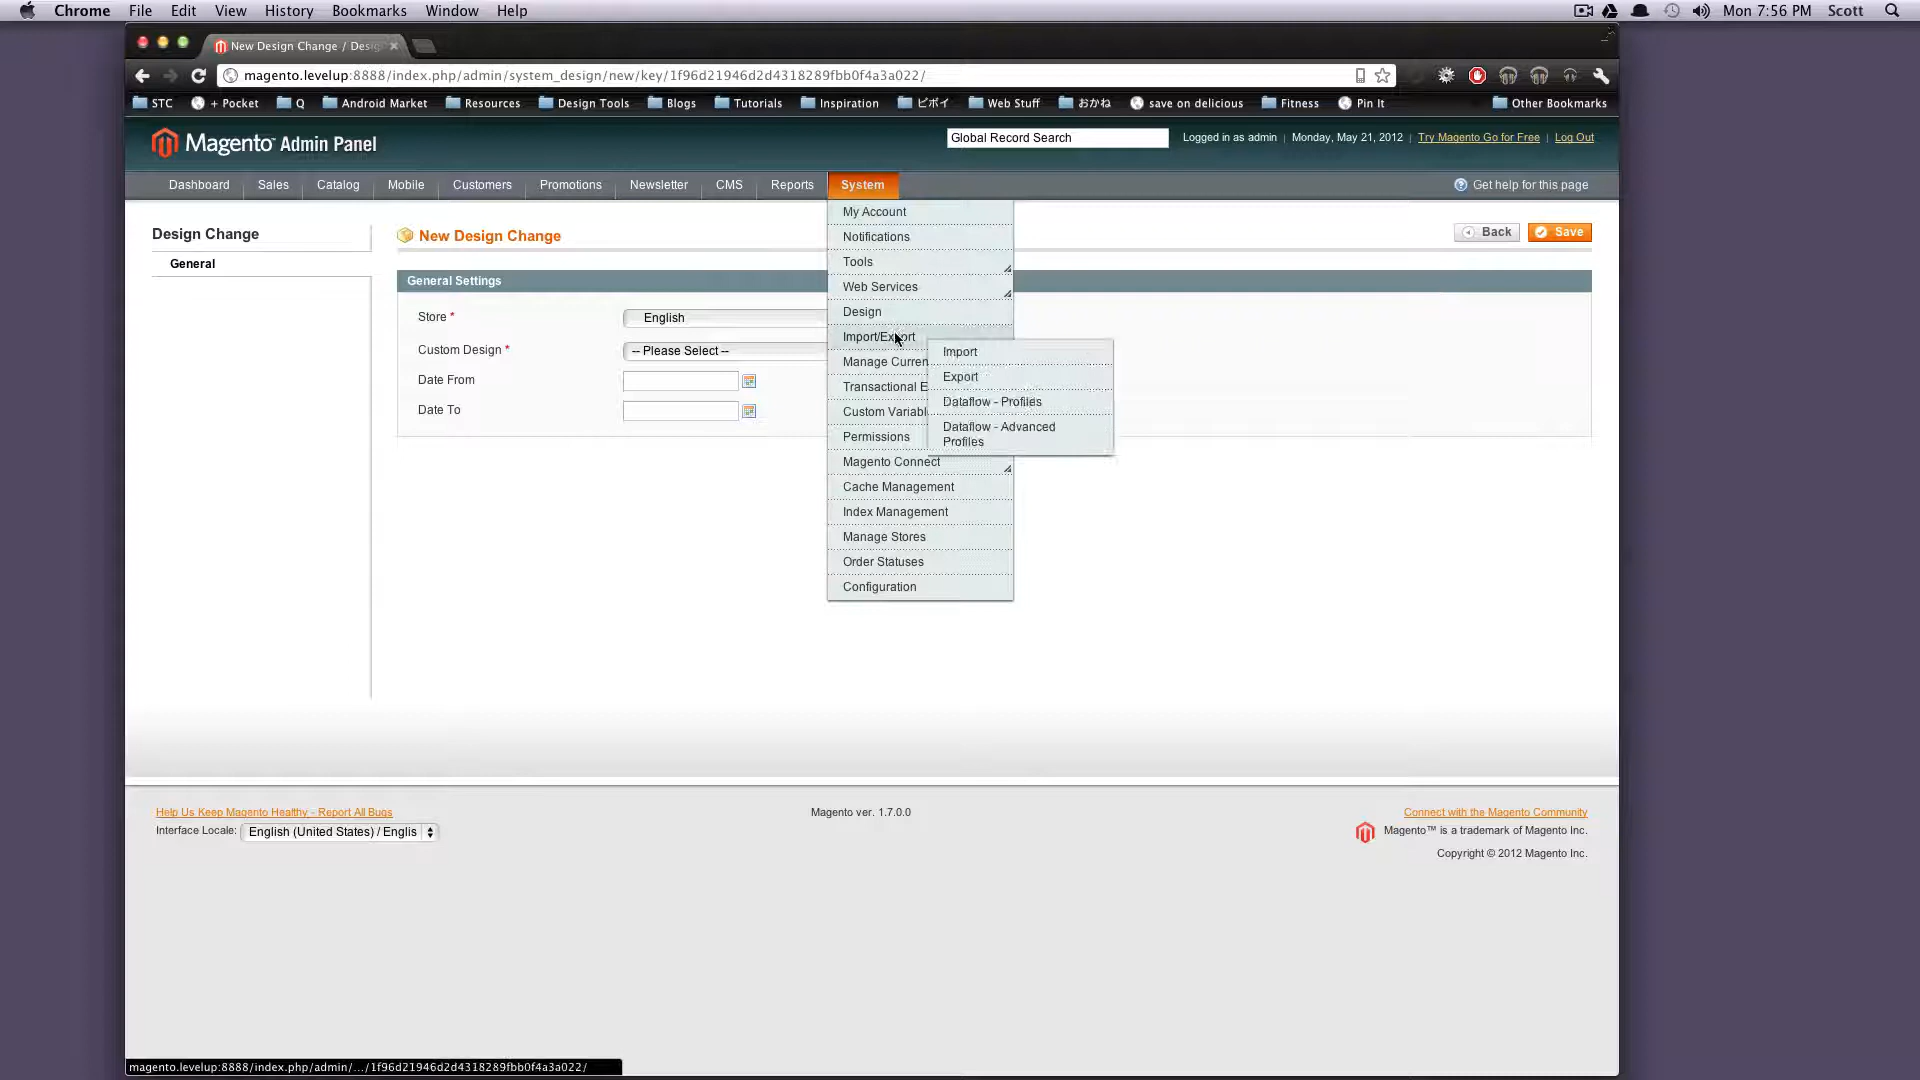 Chrome File Edit View History Bookmarks Window Help Mon 7:56 PM Scott
New Design Change / Desig
magento.levelup:8888/index.php/admin/system_design/new/key/1f96d21946d2d4318289fbb0f4a3a022/
STC + Pocket Q Android Market Resources Design Tools Blogs Tutorials Inspiration ビボイ Web Stuff おかね save on delicious Fitness Pin It Other Bookmarks
Magento Admin Panel Global Record Search Logged in as admin | Monday, May 21, 2012 | Try Magento Go for Free | Log Out
Dashboard Sales Catalog Mobile Customers Promotions Newsletter CMS Reports System Get help for this page
Design Change
General
New Design Change Back Save
General Settings
Store * English
Custom Design * -- Please Select --
Date From
Date To
My Account
Notifications
Tools
Web Services
Design
Import/Export
Manage Curren
Transactional E
Custom Variabl
Permissions
Magento Connect
Cache Management
Index Management
Manage Stores
Order Statuses
Configuration
Import
Export
Dataflow - Profiles
Dataflow - Advanced
Profiles
Help Us Keep Magento Healthy - Report All Bugs
Interface Locale: English (United States) / Englis
Magento ver. 1.7.0.0
Connect with the Magento Community
Magento™ is a trademark of Magento Inc.
Copyright © 2012 Magento Inc.
magento.levelup:8888/index.php/admin/.../1f96d21946d2d4318289fbb0f4a3a022/